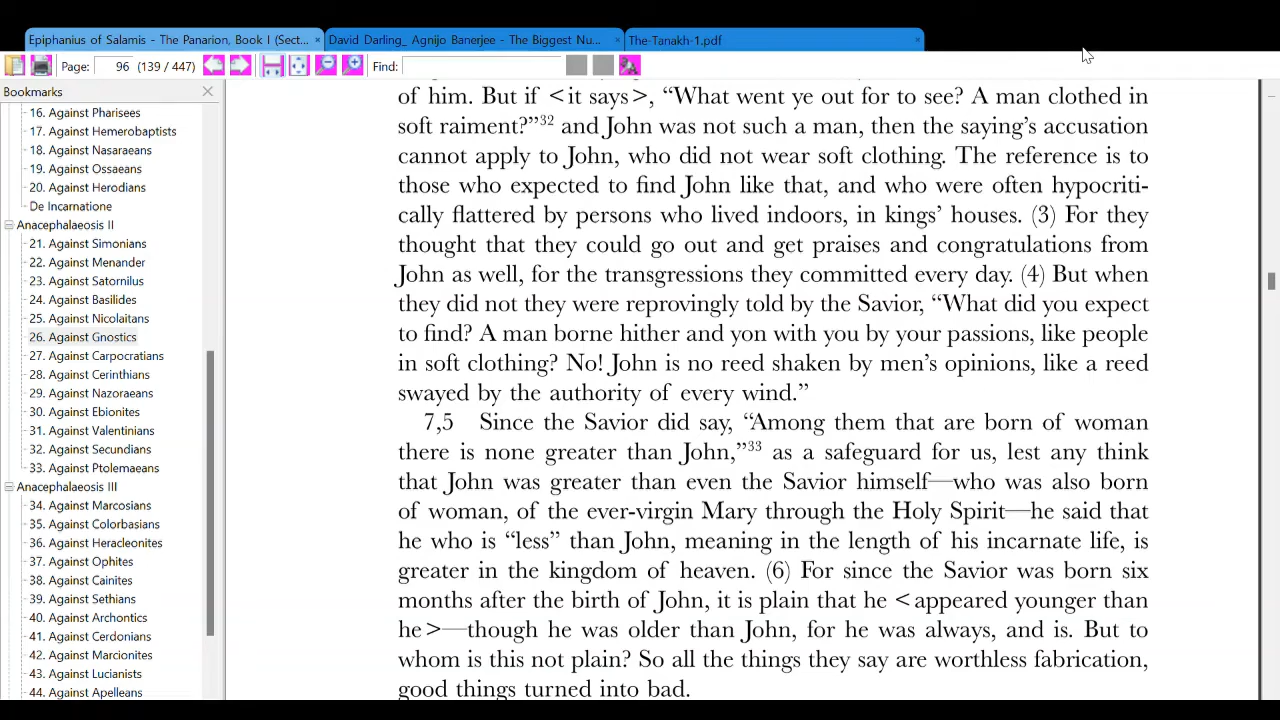 Epiphanius of Salamis - The Panarion, Book I (Sect...
David Darling_ Agnijo Banerjee - The Biggest Nu...
The-Tanakh-1.pdf
Page: 96 (139 / 447)
Find:
Bookmarks
16. Against Pharisees
17. Against Hemerobaptists
18. Against Nasaraeans
19. Against Ossaeans
20. Against Herodians
De Incarnatione
Anacephalaeosis II
21. Against Simonians
22. Against Menander
23. Against Satornilus
24. Against Basilides
25. Against Nicolaitans
26. Against Gnostics
27. Against Carpocratians
28. Against Cerinthians
29. Against Nazoraeans
30. Against Ebionites
31. Against Valentinians
32. Against Secundians
33. Against Ptolemaeans
Anacephalaeosis III
34. Against Marcosians
35. Against Colorbasians
36. Against Heracleonites
37. Against Ophites
38. Against Cainites
39. Against Sethians
40. Against Archontics
41. Against Cerdonians
42. Against Marcionites
43. Against Lucianists
44. Against Apelleans
of him. But if <it says>, “What went ye out for to see? A man clothed in
soft raiment?”32 and John was not such a man, then the saying’s accusation
cannot apply to John, who did not wear soft clothing. The reference is to
those who expected to find John like that, and who were often hypocriti-
cally flattered by persons who lived indoors, in kings’ houses. (3) For they
thought that they could go out and get praises and congratulations from
John as well, for the transgressions they committed every day. (4) But when
they did not they were reprovingly told by the Savior, “What did you expect
to find? A man borne hither and yon with you by your passions, like people
in soft clothing? No! John is no reed shaken by men’s opinions, like a reed
swayed by the authority of every wind.”
7,5 Since the Savior did say, “Among them that are born of woman
there is none greater than John,”33 as a safeguard for us, lest any think
that John was greater than even the Savior himself—who was also born
of woman, of the ever-virgin Mary through the Holy Spirit—he said that
he who is “less” than John, meaning in the length of his incarnate life, is
greater in the kingdom of heaven. (6) For since the Savior was born six
months after the birth of John, it is plain that he <appeared younger than
he>—though he was older than John, for he was always, and is. But to
whom is this not plain? So all the things they say are worthless fabrication,
good things turned into bad.